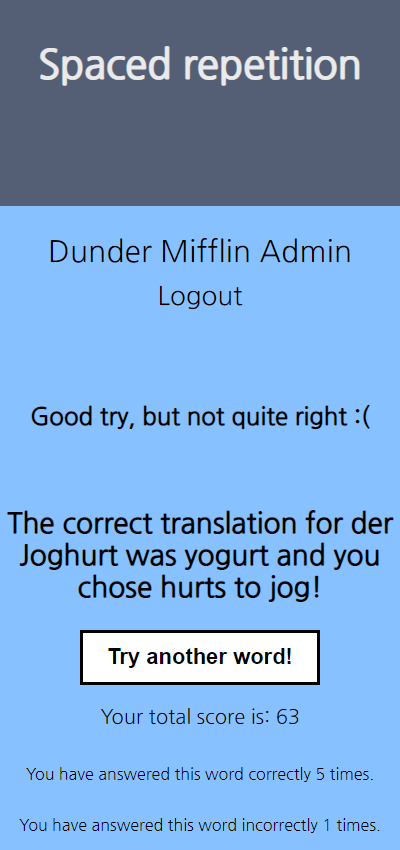 Spaced repetition
Dunder Mifflin Admin
Logout
Good try, but not quite right :(
The correct translation for der
Joghurt was yogurt and you
chose hurts to jog!
Try another word!
Your total score is: 63
You have answered this word correctly 5 times.
You have answered this word incorrectly 1 times.